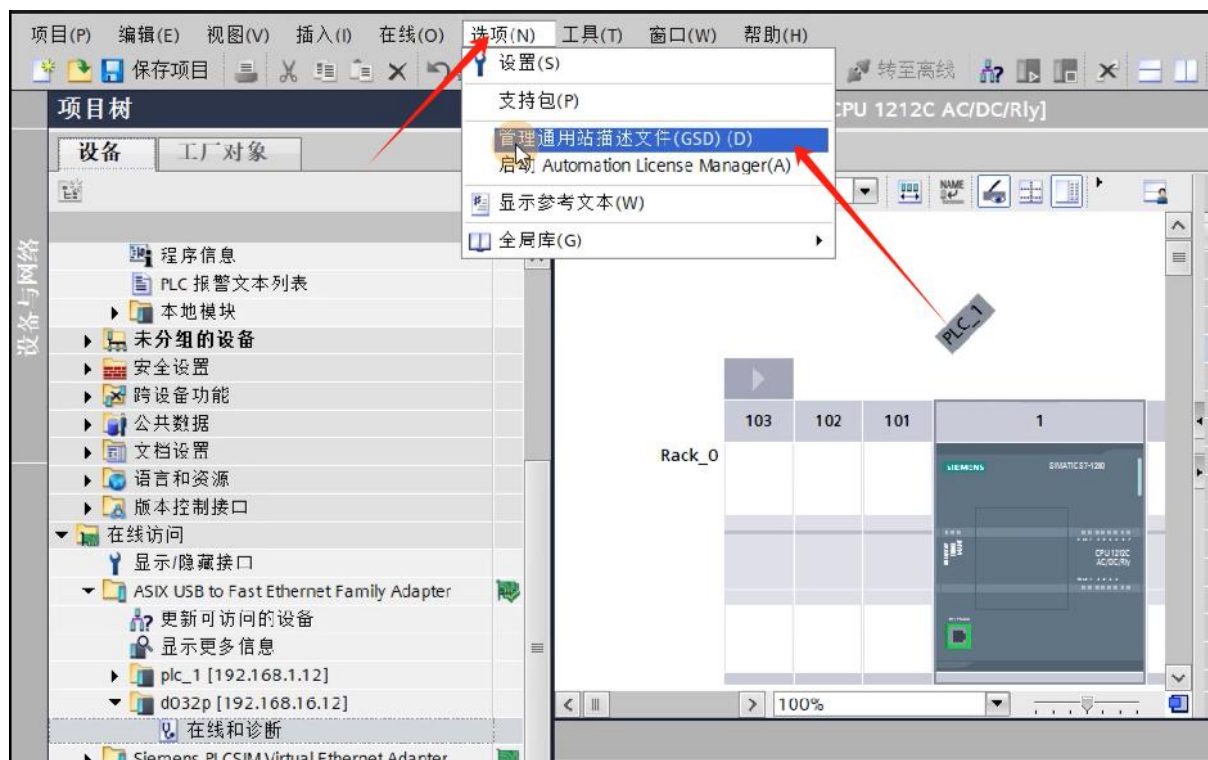 项目(P) 编辑(E) 视图(V) 插入(I) 在线(O) 选项(N) 工具(T) 窗口(W) 帮助(H)
保存项目
转至离线
设置(S)
支持包(P)
管理通用站描述文件(GSD) (D)
启动 Automation License Manager(A)
显示参考文本(W)
全局库(G)
项目树
CPU 1212C AC/DC/Rly]
设备
工厂对象
NAME
设备与网络
程序信息
PLC 报警文本列表
本地模块
未分组的设备
安全设置
跨设备功能
公共数据
文档设置
语言和资源
版本控制接口
在线访问
显示/隐藏接口
ASIX USB to Fast Ethernet Family Adapter
更新可访问的设备
显示更多信息
plc_1 [192.168.1.12]
d032p [192.168.16.12]
在线和诊断
Siemens PLCSIM Virtual Ethernet Adapter
PLC_1
103 102 101 1
Rack_0
SIEMENS
SIMATIC S7-1200
CPU 1212C
AC/DC/Rly
100%